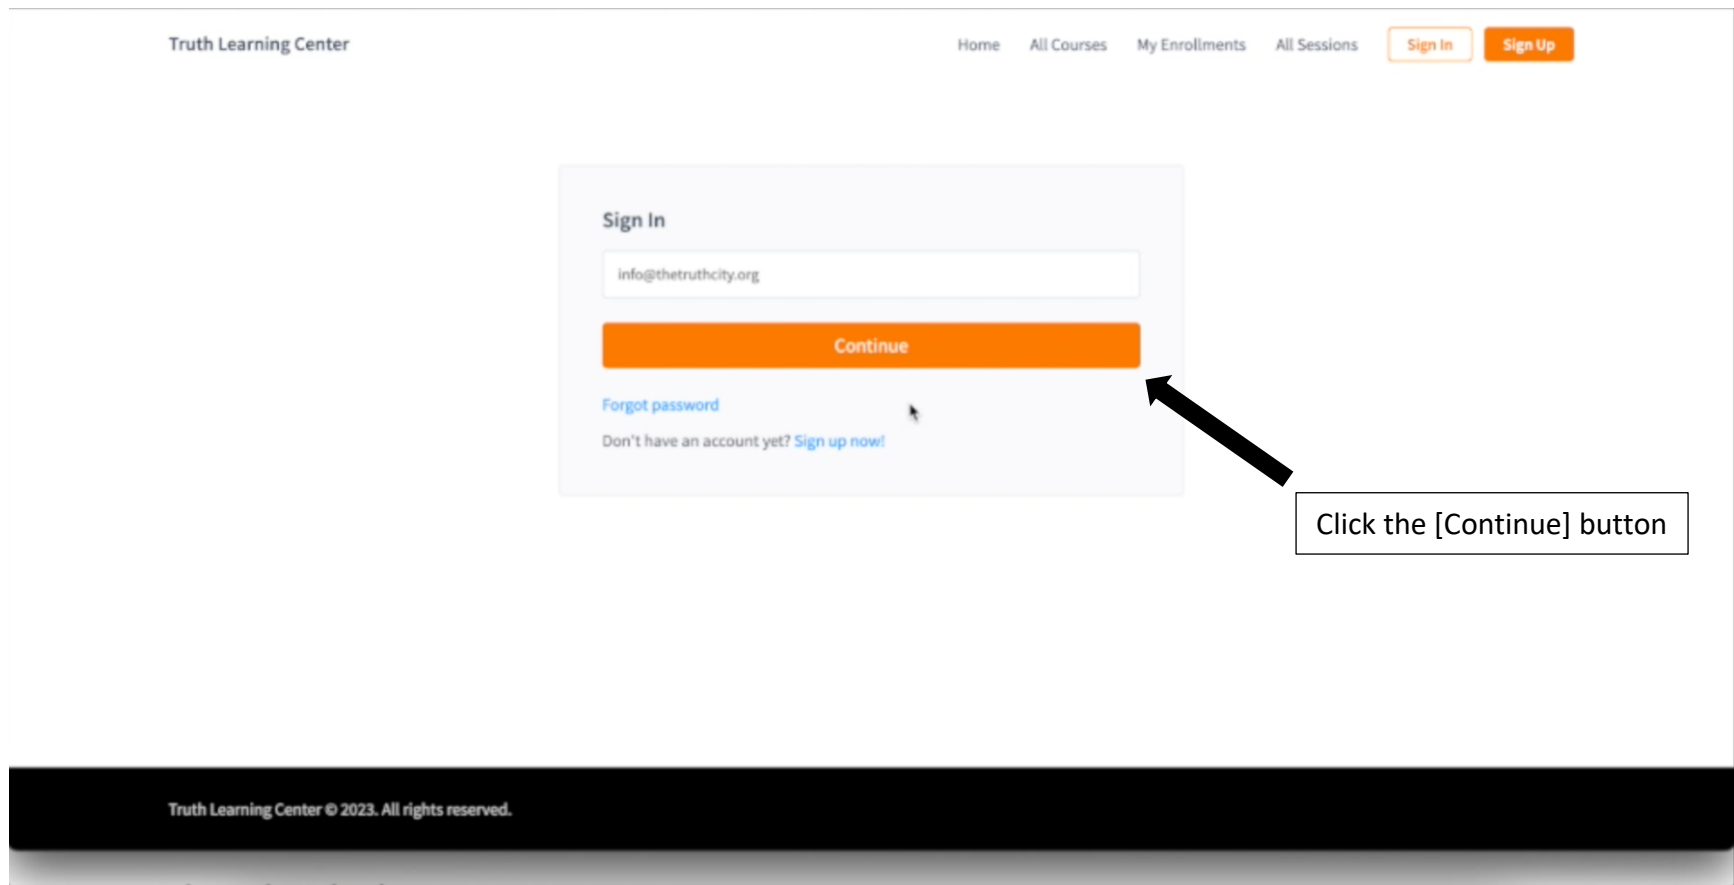 Truth Learning Center
Home All Courses My Enrollments All Sessions Sign In Sign Up
Sign In
info@thetruthcity.org
Continue
Forgot password
Don't have an account yet? Sign up now!
Click the [Continue] button
Truth Learning Center © 2023. All rights reserved.